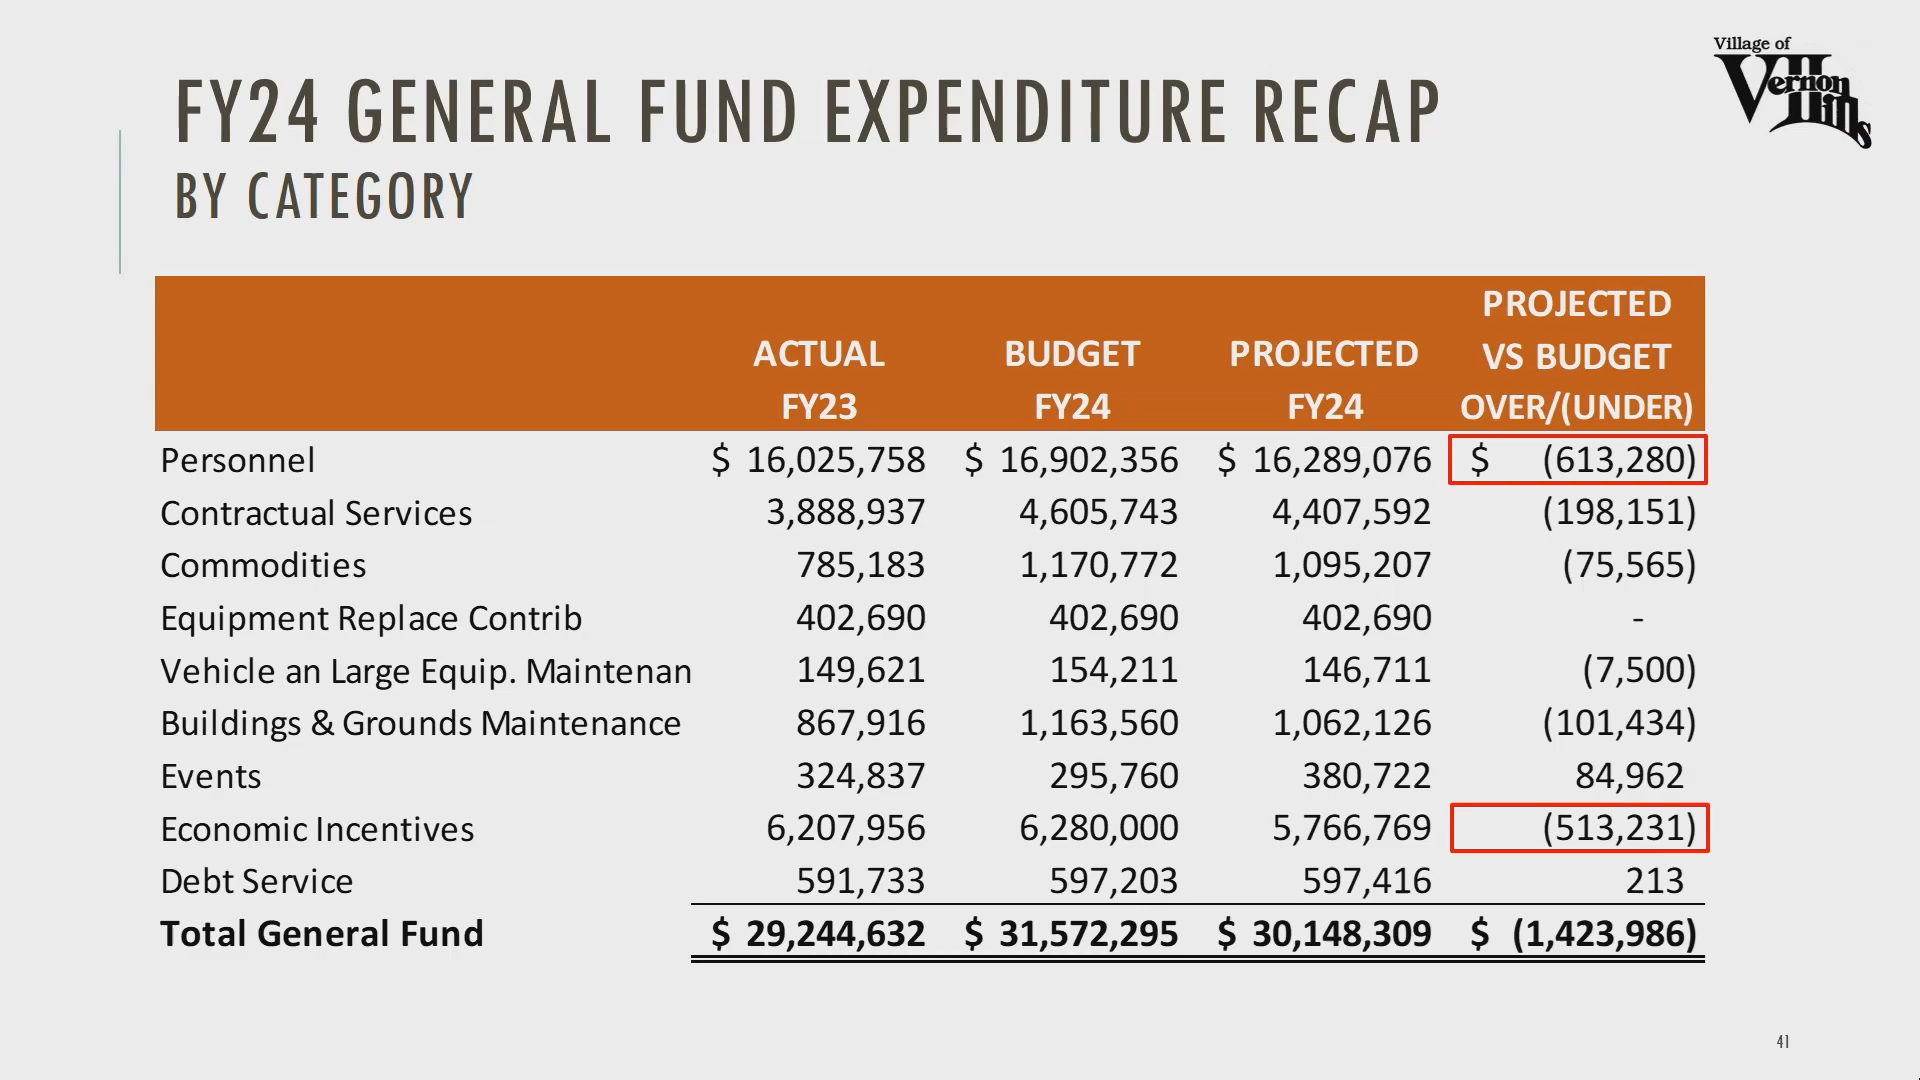 Village of
Vernon
Hills
FY24 GENERAL FUND EXPENDITURE RECAP
BY CATEGORY
ACTUAL FY23 BUDGET FY24 PROJECTED FY24 PROJECTED VS BUDGET OVER/(UNDER)
Personnel $ 16,025,758 $ 16,902,356 $ 16,289,076 $ (613,280)
Contractual Services 3,888,937 4,605,743 4,407,592 (198,151)
Commodities 785,183 1,170,772 1,095,207 (75,565)
Equipment Replace Contrib 402,690 402,690 402,690 -
Vehicle an Large Equip. Maintenan 149,621 154,211 146,711 (7,500)
Buildings & Grounds Maintenance 867,916 1,163,560 1,062,126 (101,434)
Events 324,837 295,760 380,722 84,962
Economic Incentives 6,207,956 6,280,000 5,766,769 (513,231)
Debt Service 591,733 597,203 597,416 213
Total General Fund $ 29,244,632 $ 31,572,295 $ 30,148,309 $ (1,423,986)
41